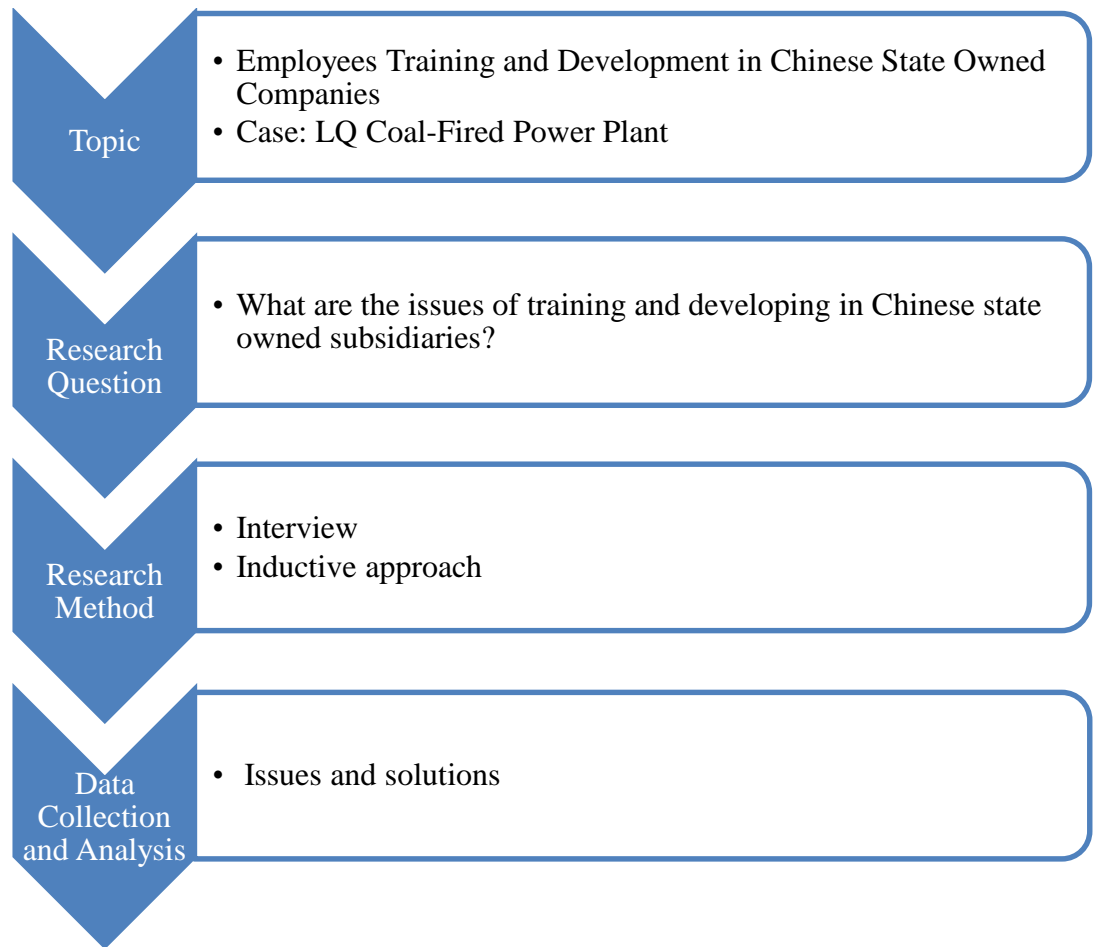 Topic
• Employees Training and Development in Chinese State Owned
Companies
• Case: LQ Coal-Fired Power Plant
Research
Question
• What are the issues of training and developing in Chinese state
owned subsidiaries?
Research
Method
• Interview
• Inductive approach
Data
Collection
and Analysis
• Issues and solutions